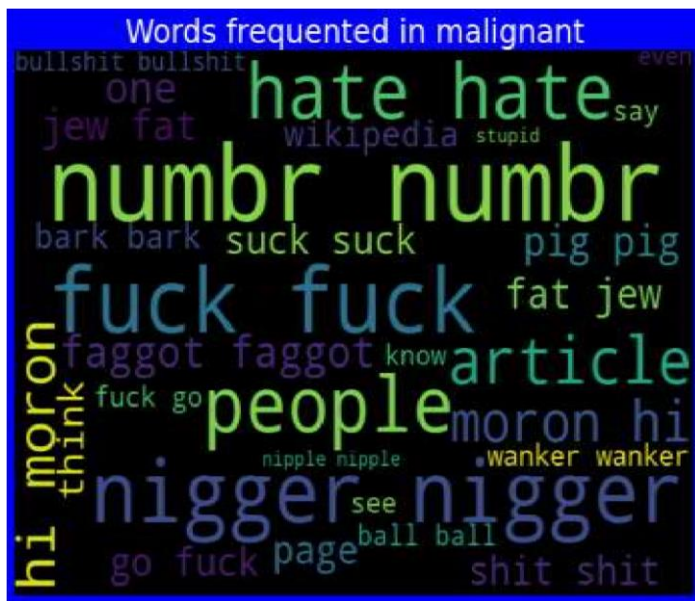 Words frequented in malignant
bullshit bullshit
even
one
hate hate
say
jew fat
wikipedia
stupid
numbr numbr
bark bark
suck suck
pig pig
fuck fuck
fat jew
faggot faggot
know
article
hi moron
think
fuck go
people
moron hi
nipple nipple
wanker wanker
nigger nigger
see
ball ball
go fuck
page
shit shit